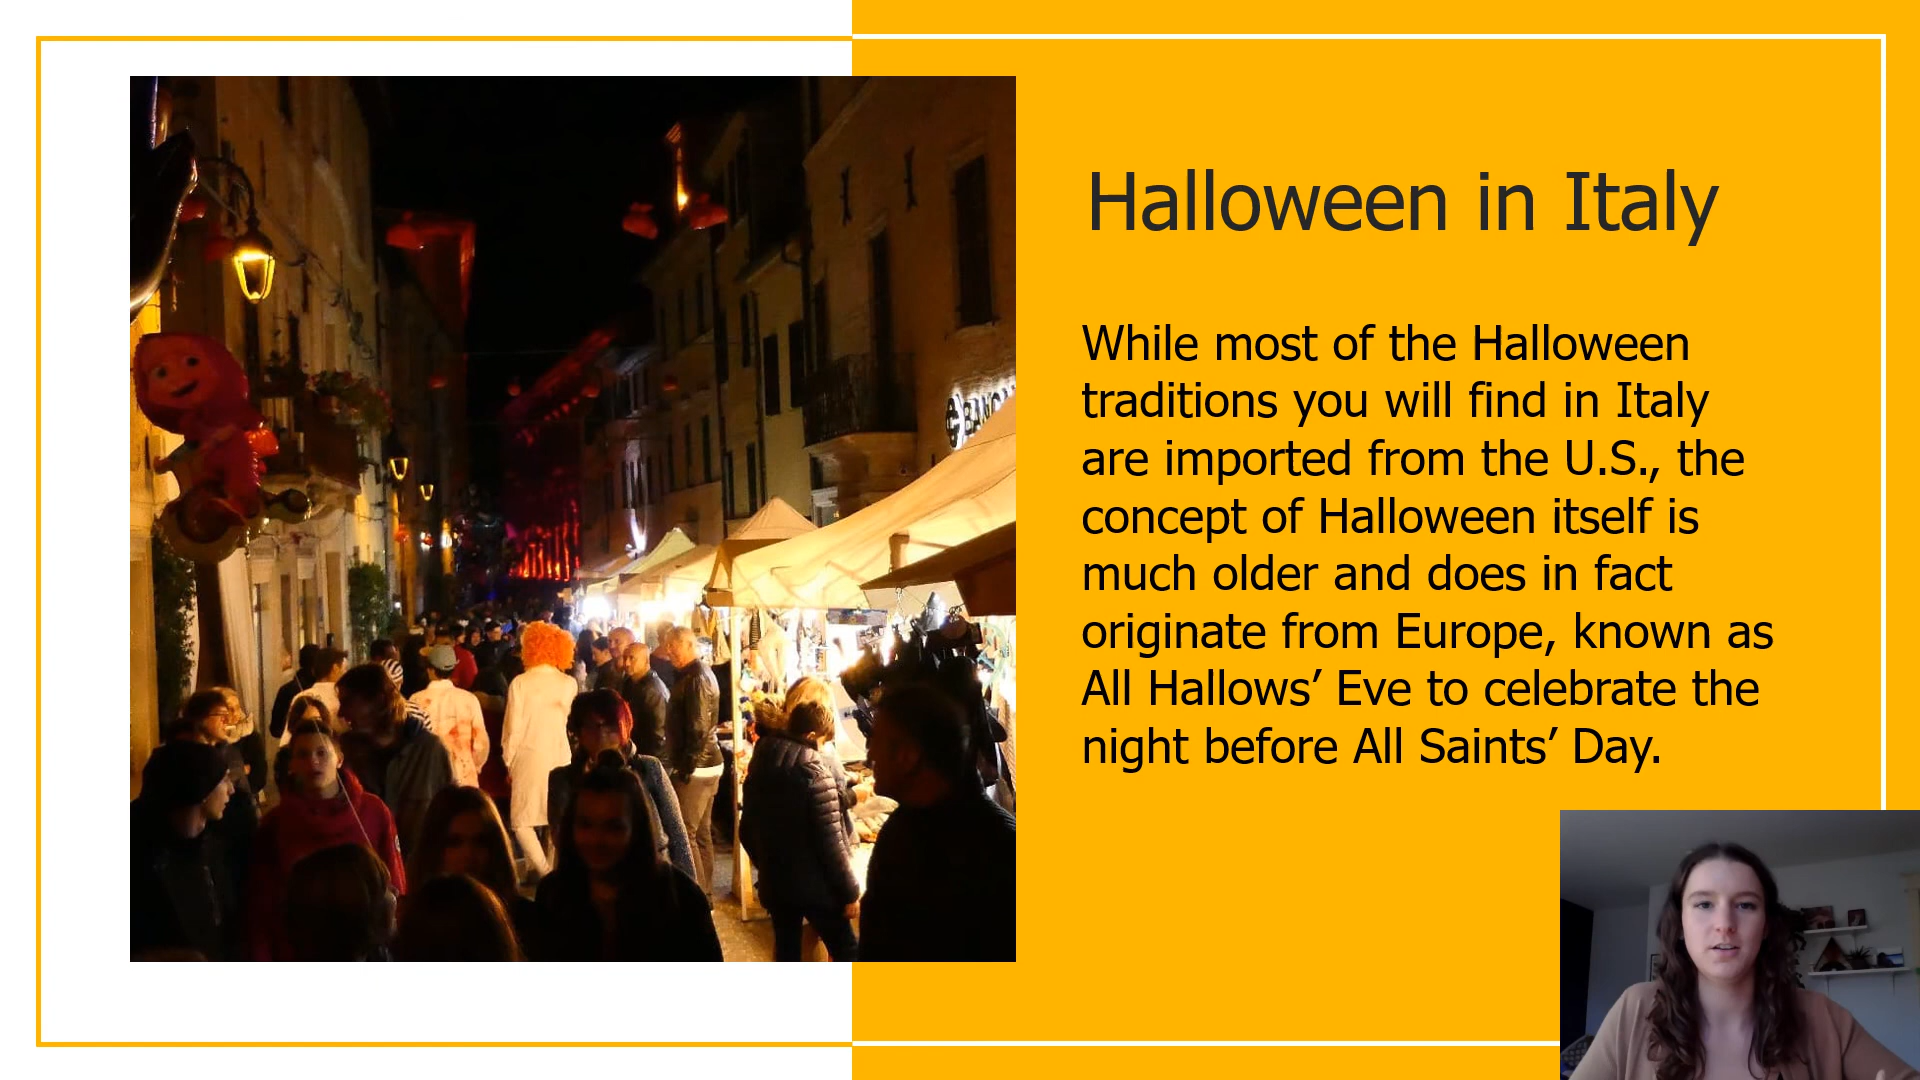 Halloween in Italy
While most of the Halloween
traditions you will find in Italy
are imported from the U.S., the
concept of Halloween itself is
much older and does in fact
originate from Europe, known as
All Hallows’ Eve to celebrate the
night before All Saints’ Day.